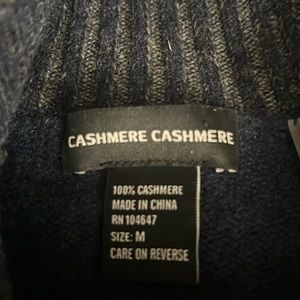 CASHMERE CASHMERE
100% CASHMERE
MADE IN CHINA
RN 104647
SIZE: M
CARE ON REVERSE